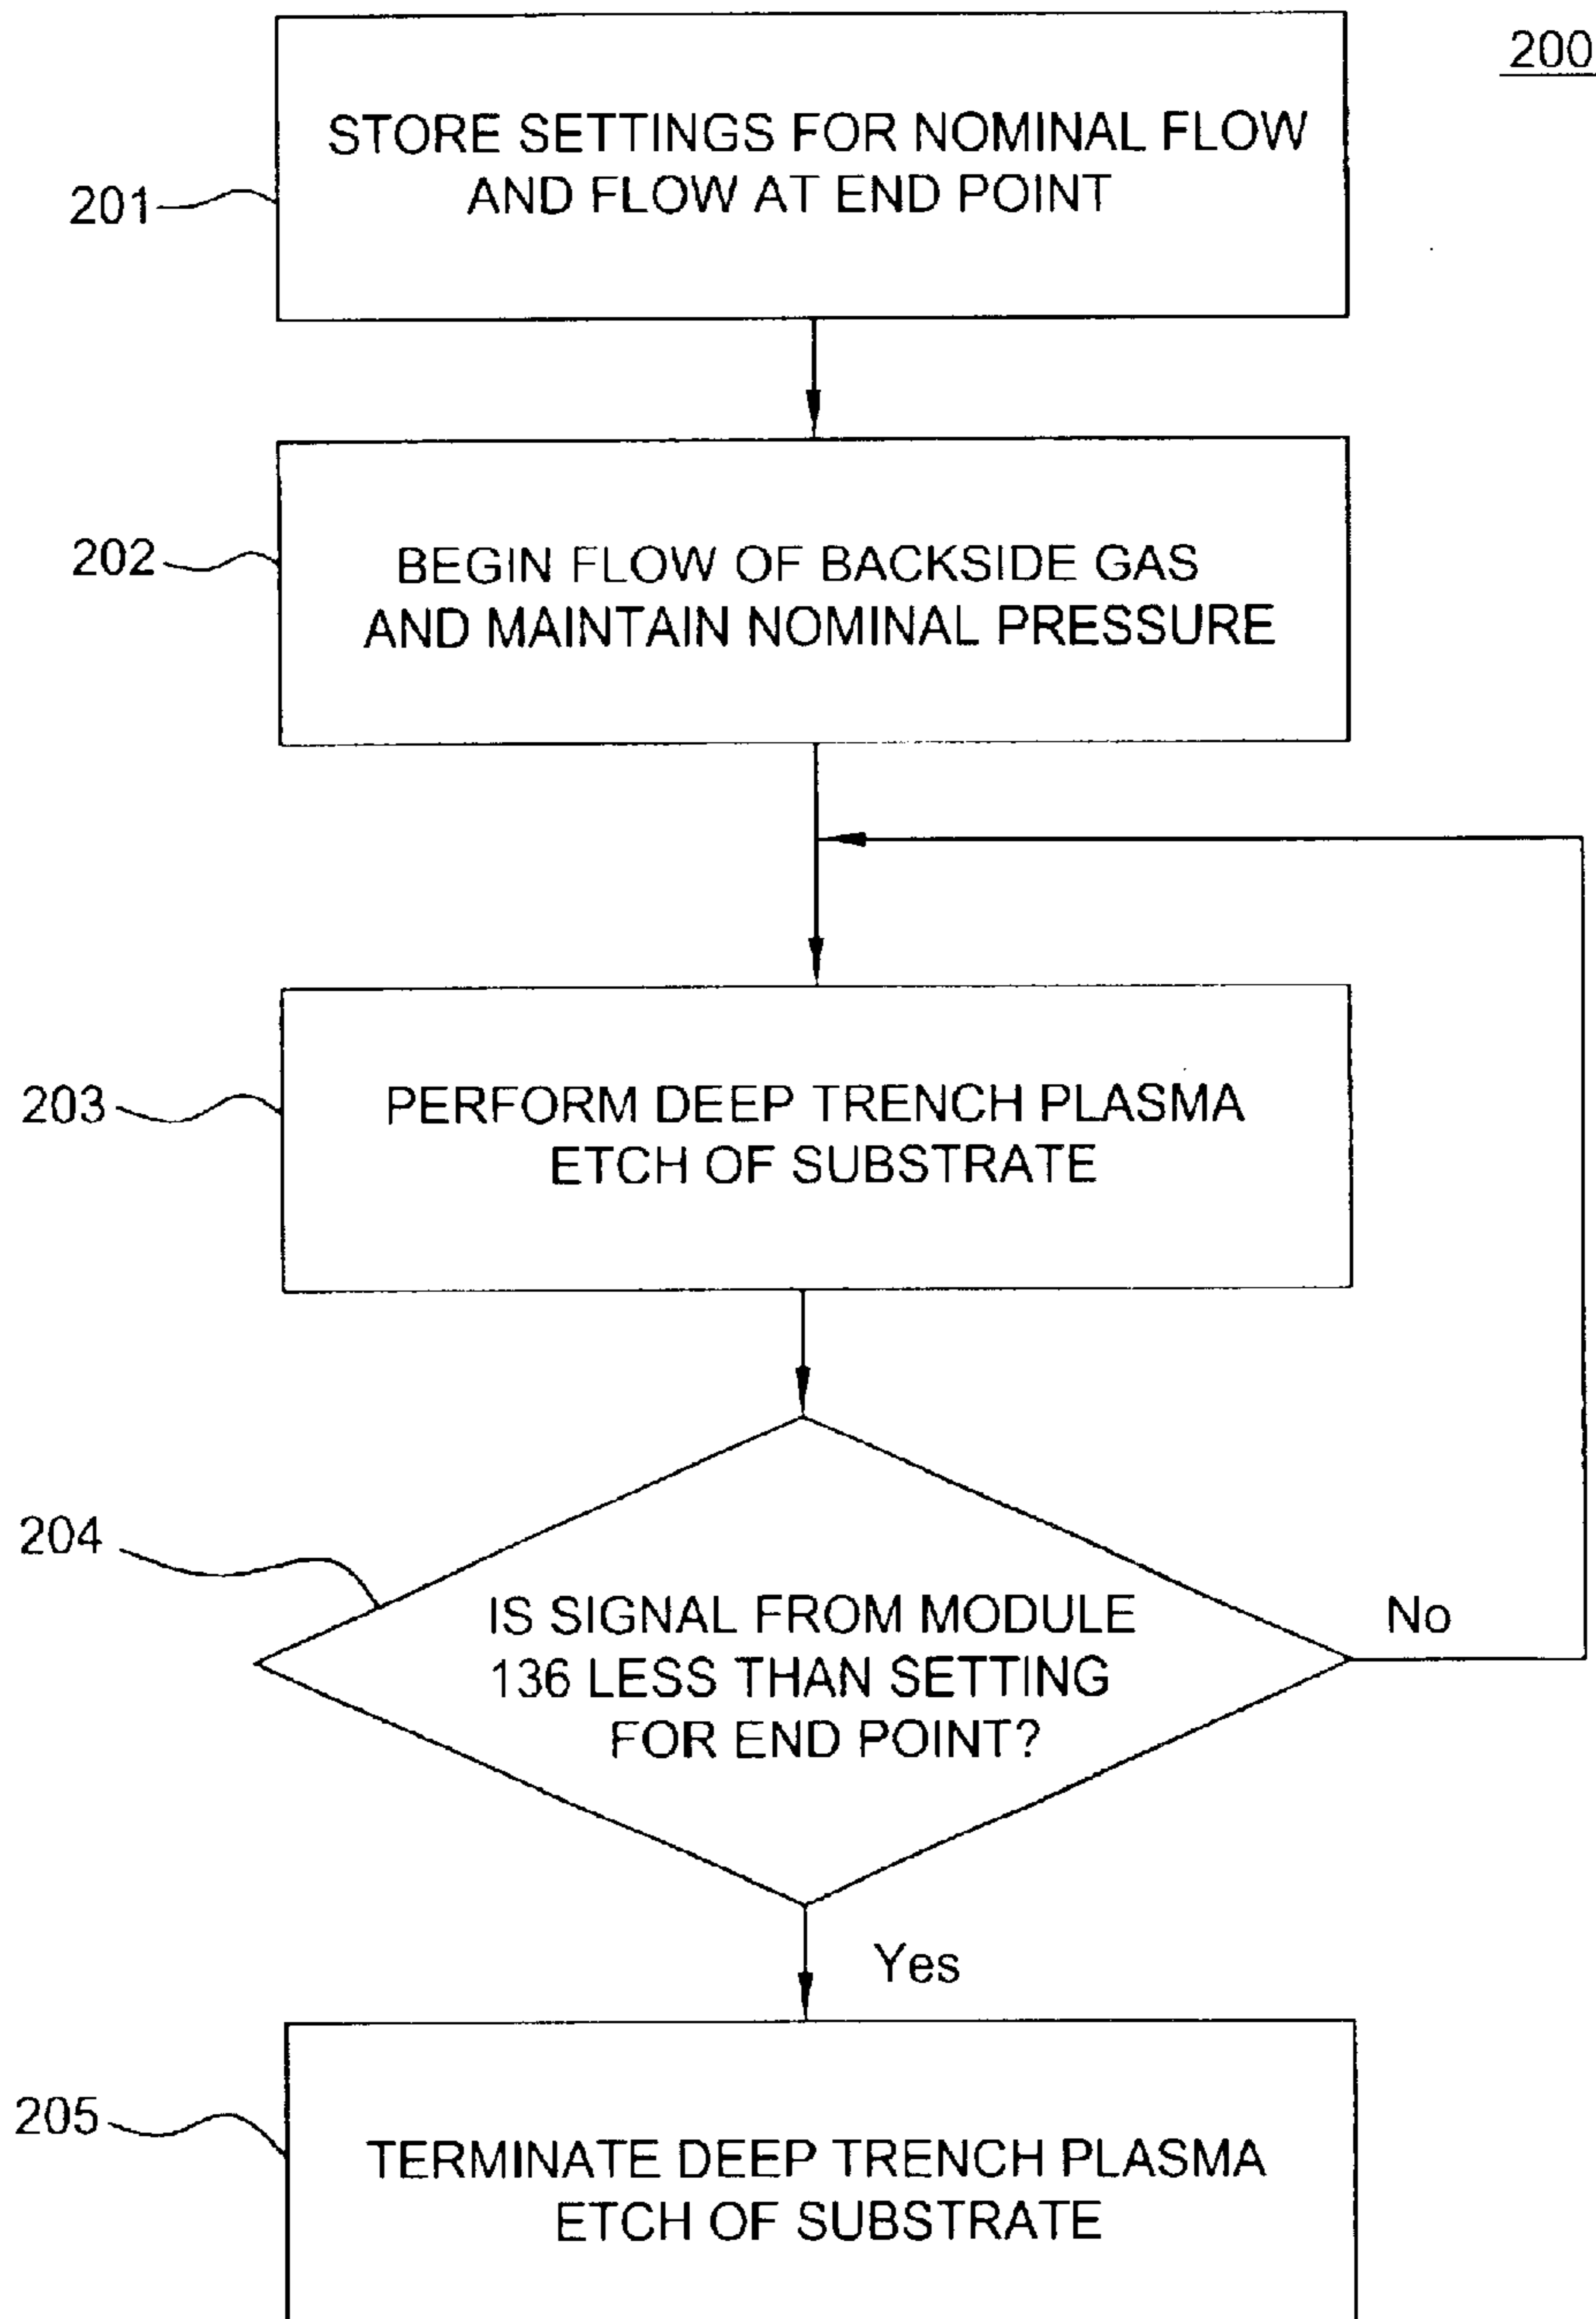 200
STORE SETTINGS FOR NOMINAL FLOW
AND FLOW AT END POINT
201
BEGIN FLOW OF BACKSIDE GAS
AND MAINTAIN NOMINAL PRESSURE
202
PERFORM DEEP TRENCH PLASMA
ETCH OF SUBSTRATE
203
204
IS SIGNAL FROM MODULE
136 LESS THAN SETTING
FOR END POINT?
No
Yes
205
TERMINATE DEEP TRENCH PLASMA
ETCH OF SUBSTRATE